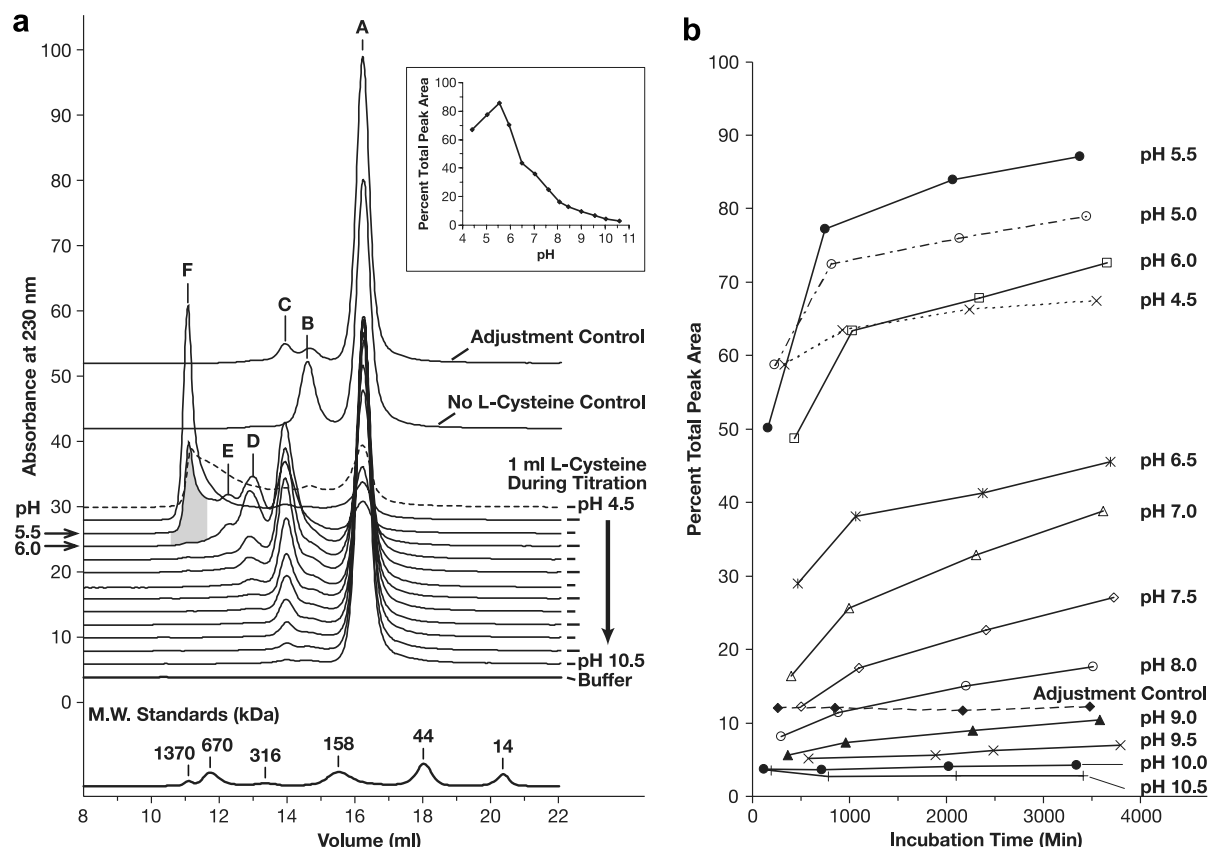 a
100
90
80
70
60
50
40
30
20
10
0
Absorbance at 230 nm
A
F
C
B
E
D
Adjustment Control
No L-Cysteine Control
1 ml L-Cysteine
During Titration
pH 4.5
pH 10.5
Buffer
pH
5.5
6.0
100
80
60
40
20
0
Percent Total Peak Area
4 5 6 7 8 9 10 11
pH
M.W. Standards (kDa)
1370 670 316 158 44 14
8 10 12 14 16 18 20 22
Volume (ml)
b
100
90
80
70
60
50
40
30
20
10
0
Percent Total Peak Area
pH 5.5
pH 5.0
pH 6.0
pH 4.5
pH 6.5
pH 7.0
pH 7.5
pH 8.0
Adjustment Control
pH 9.0
pH 9.5
pH 10.0
pH 10.5
0 1000 2000 3000 4000
Incubation Time (Min)